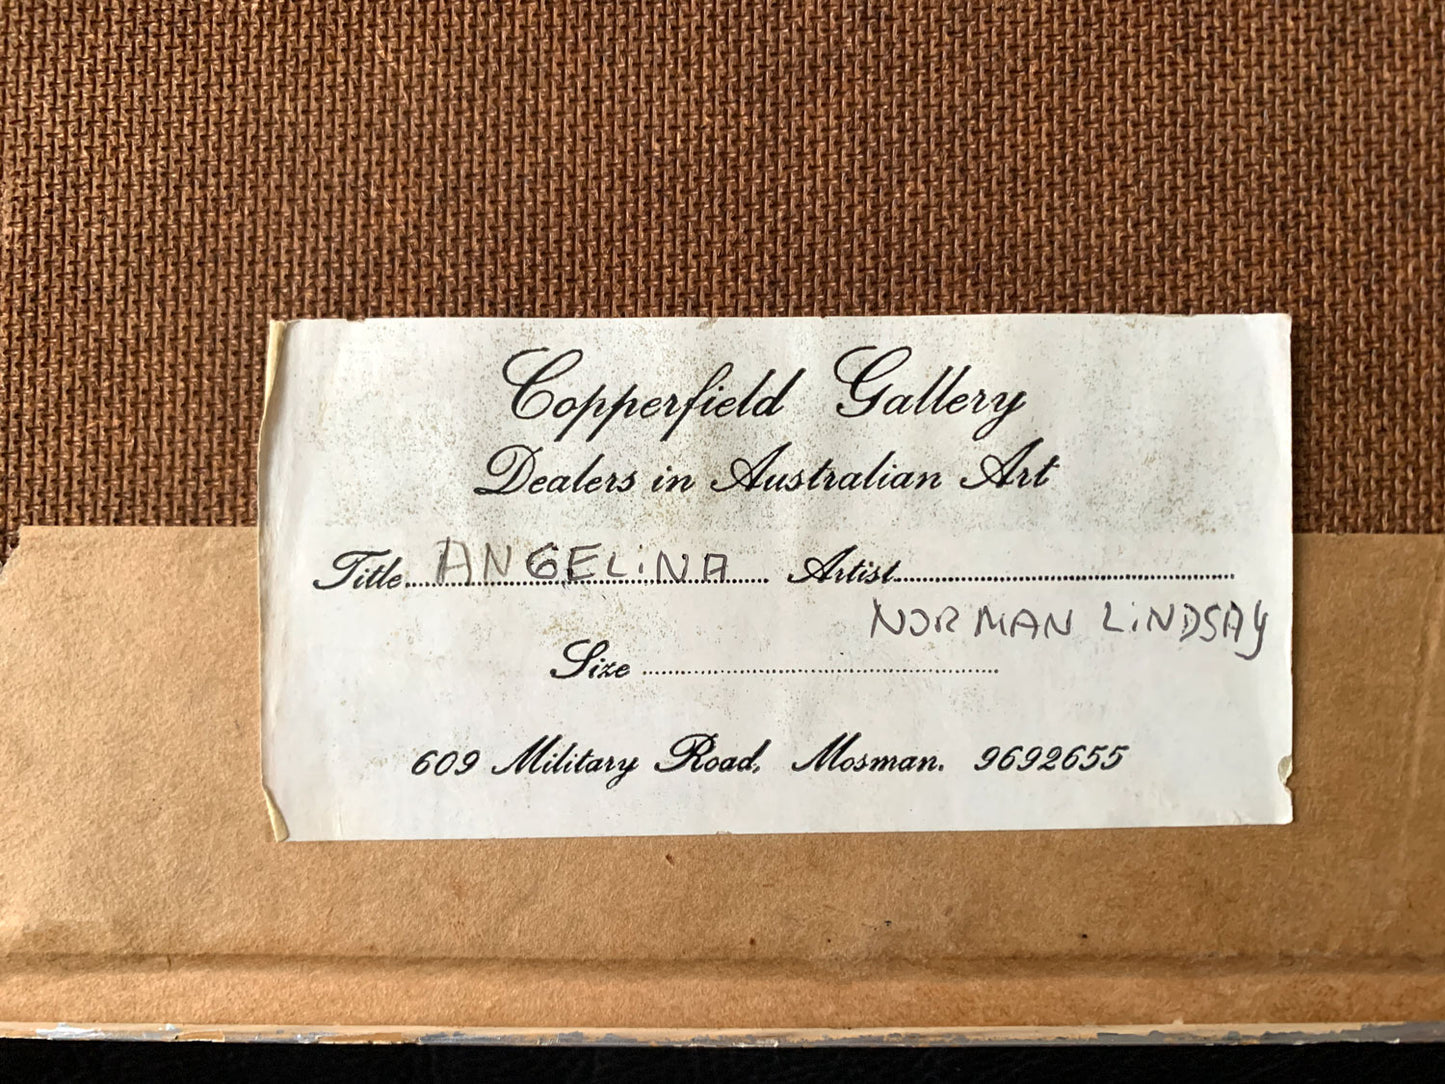 Copperfield Gallery
Dealers in Australian Art
Title ANGELINA Artist
NORMAN LINDSAY
Size
609 Military Road, Mosman. 9692655